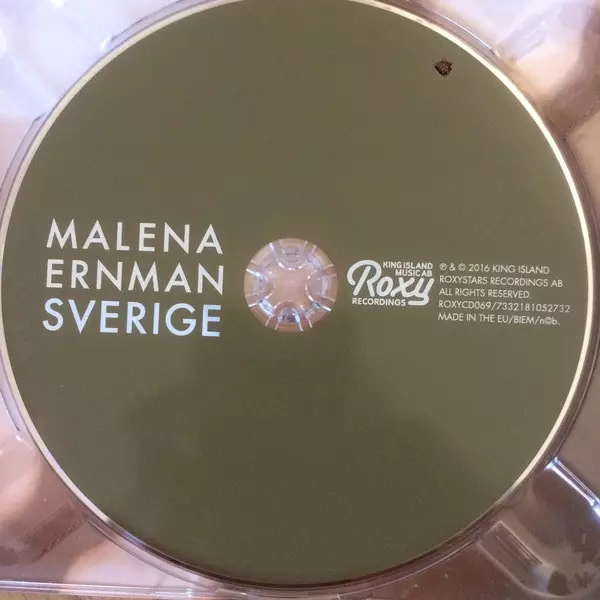 MALENA
ERNMAN
SVERIGE
KING ISLAND
MUSIC AB
Roxy
RECORDINGS
℗ & © 2016 KING ISLAND
ROXYSTARS RECORDINGS AB
ALL RIGHTS RESERVED.
ROXYCD069/7332181052732
MADE IN THE EU/BIEM/n©b.